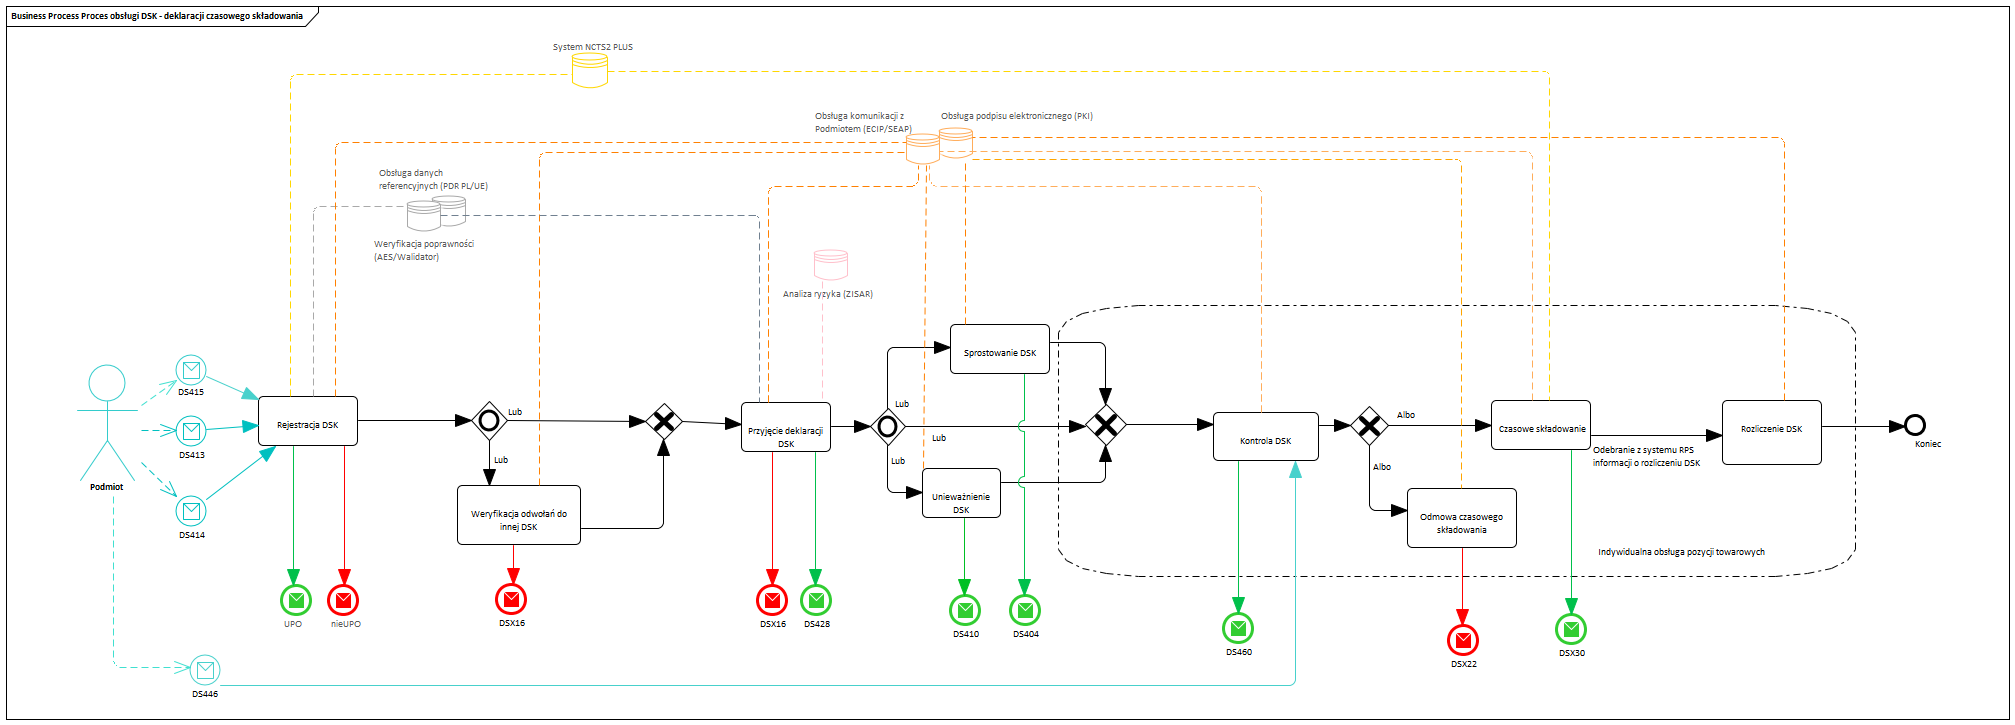 Business Process Proces obsługi DSK - deklaracji czasowego składowania
System NCTS2 PLUS
Obsługa komunikacji z
Podmiotem (ECIP/SEAP)
Obsługa podpisu elektronicznego (PKI)
Obsługa danych
referencyjnych (PDR PL/UE)
Weryfikacja poprawności
(AES/Walidator)
Analiza ryzyka (ZISAR)
Podmiot
DS415
DS413
DS414
Rejestracja DSK
Lub
Lub
Weryfikacja odwołań do
innej DSK
Przyjęcie deklaracji
DSK
Lub
Lub
Lub
Sprostowanie DSK
Unieważnienie
DSK
Kontrola DSK
Albo
Albo
Czasowe składowanie
Odmowa czasowego
składowania
Odebranie z systemu RPS
informacji o rozliczeniu DSK
Rozliczenie DSK
Koniec
Indywidualna obsługa pozycji towarowych
UPO
nieUPO
DSX16
DSX16
DS428
DS410
DS404
DS460
DSX22
DSX30
DS446